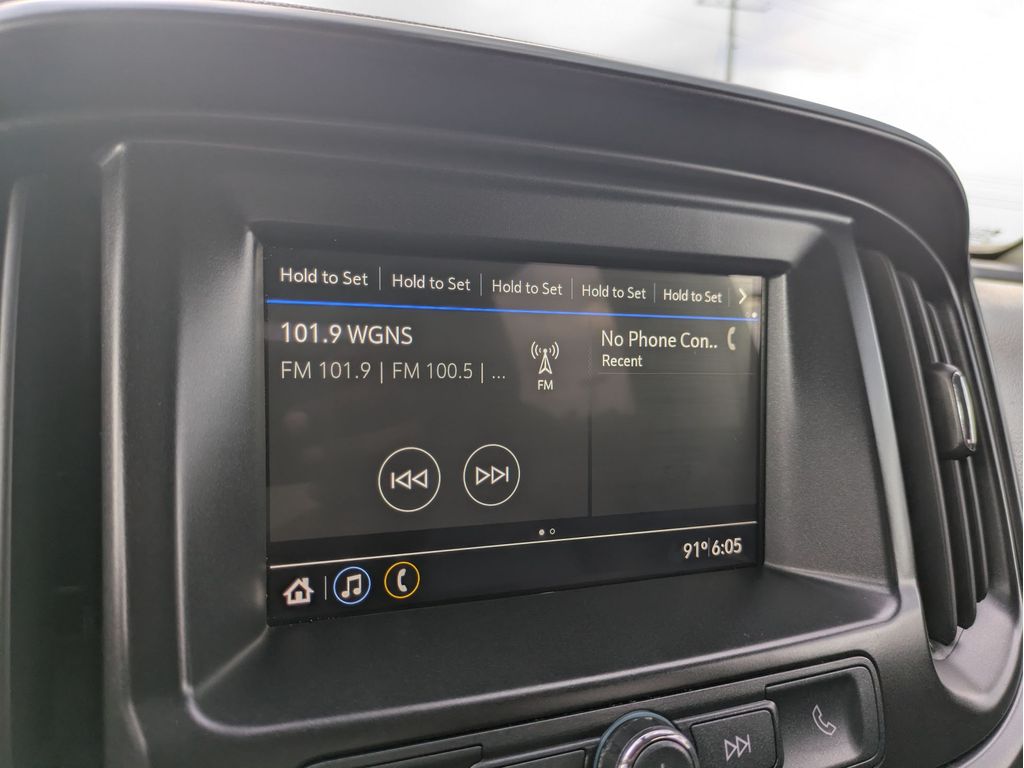 Hold to Set Hold to Set Hold to Set Hold to Set Hold to Set
101.9 WGNS
FM 101.9 | FM 100.5 | ...
FM
No Phone Con..
Recent
91° 6:05